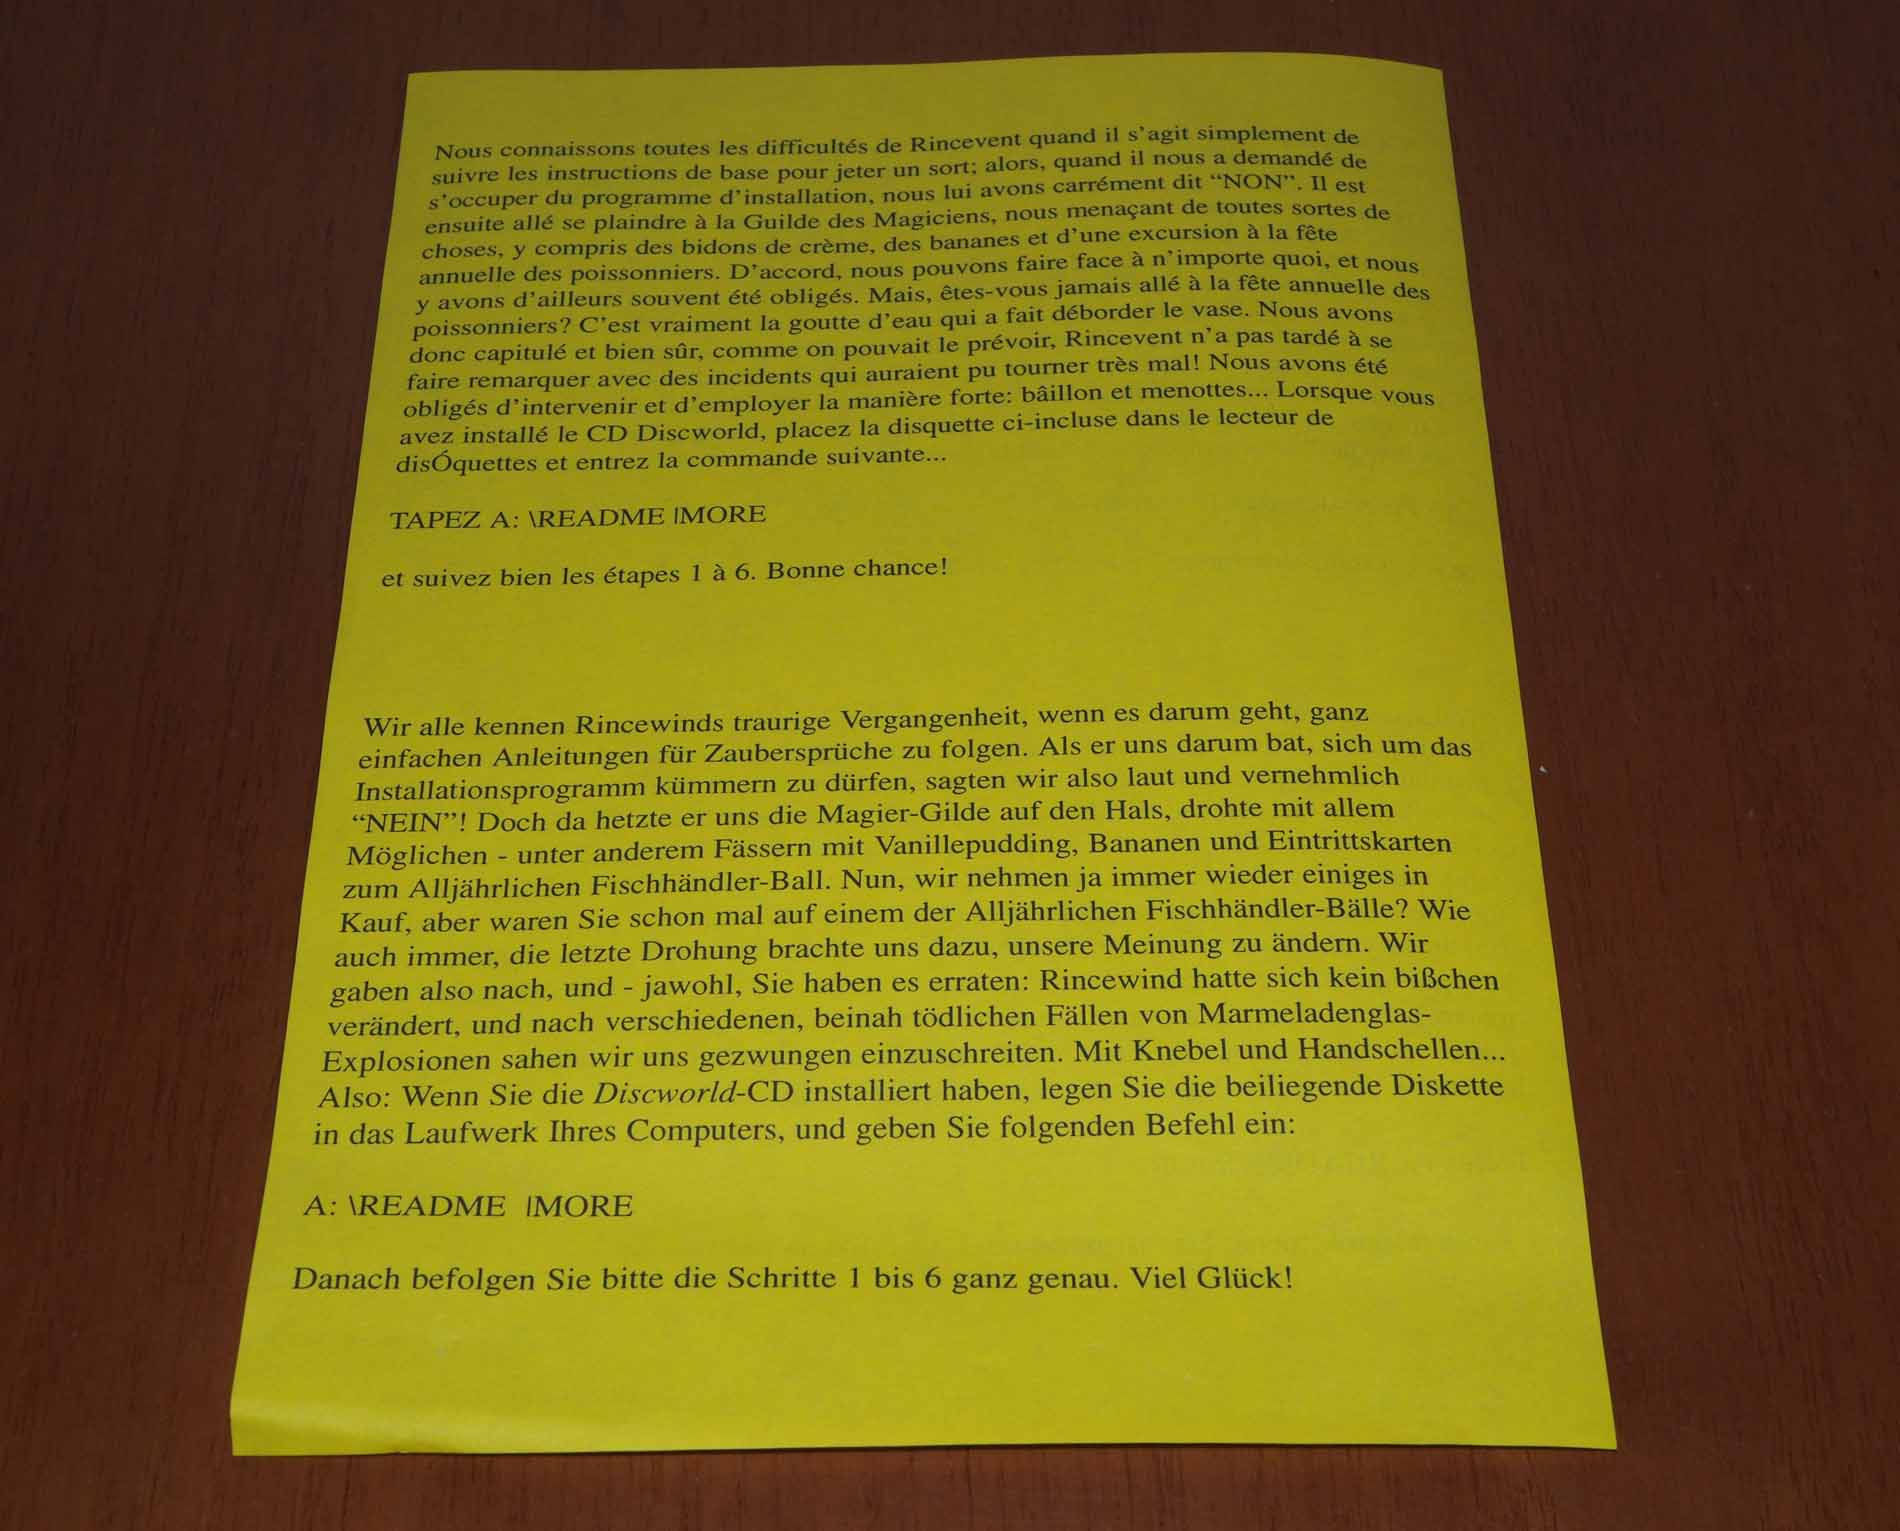 Nous connaissons toutes les difficultés de Rincevent quand il s'agit simplement de
suivre les instructions de base pour jeter un sort; alors, quand il nous a demandé de
s'occuper du programme d'installation, nous lui avons carrément dit “NON”. Il est
ensuite allé se plaindre à la Guilde des Magiciens, nous menaçant de toutes sortes de
choses, y compris des bidons de crème, des bananes et d'une excursion à la fête
annuelle des poissonniers. D'accord, nous pouvons faire face à n'importe quoi, et nous
y avons d'ailleurs souvent été obligés. Mais, êtes-vous jamais allé à la fête annuelle des
poissonniers? C'est vraiment la goutte d'eau qui a fait déborder le vase. Nous avons
donc capitulé et bien sûr, comme on pouvait le prévoir, Rincevent n'a pas tardé à se
faire remarquer avec des incidents qui auraient pu tourner très mal! Nous avons été
obligés d'intervenir et d'employer la manière forte: bâillon et menottes... Lorsque vous
avez installé le CD Discworld, placez la disquette ci-incluse dans le lecteur de
disÓquettes et entrez la commande suivante...
TAPEZ A: \README |MORE
et suivez bien les étapes 1 à 6. Bonne chance!
Wir alle kennen Rincewinds traurige Vergangenheit, wenn es darum geht, ganz
einfachen Anleitungen für Zaubersprüche zu folgen. Als er uns darum bat, sich um das
Installationsprogramm kümmern zu dürfen, sagten wir also laut und vernehmlich
“NEIN”! Doch da hetzte er uns die Magier-Gilde auf den Hals, drohte mit allem
Möglichen - unter anderem Fässern mit Vanillepudding, Bananen und Eintrittskarten
zum Alljährlichen Fischhändler-Ball. Nun, wir nehmen ja immer wieder einiges in
Kauf, aber waren Sie schon mal auf einem der Alljährlichen Fischhändler-Bälle? Wie
auch immer, die letzte Drohung brachte uns dazu, unsere Meinung zu ändern. Wir
gaben also nach, und - jawohl, Sie haben es erraten: Rincewind hatte sich kein bißchen
verändert, und nach verschiedenen, beinah tödlichen Fällen von Marmeladenglas-
Explosionen sahen wir uns gezwungen einzuschreiten. Mit Knebel und Handschellen...
Also: Wenn Sie die Discworld-CD installiert haben, legen Sie die beiliegende Diskette
in das Laufwerk Ihres Computers, und geben Sie folgenden Befehl ein:
A: \README |MORE
Danach befolgen Sie bitte die Schritte 1 bis 6 ganz genau. Viel Glück!